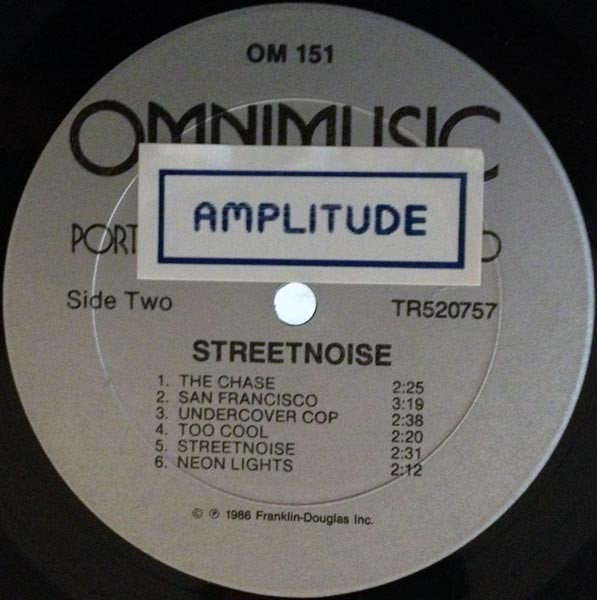 OM 151
OMNIMUSIC
AMPLITUDE
Side Two
TR520757
STREETNOISE
1. THE CHASE 2:25
2. SAN FRANCISCO 3:19
3. UNDERCOVER COP 2:38
4. TOO COOL 2:20
5. STREETNOISE 2:31
6. NEON LIGHTS 2:12
© ℗ 1986 Franklin-Douglas Inc.